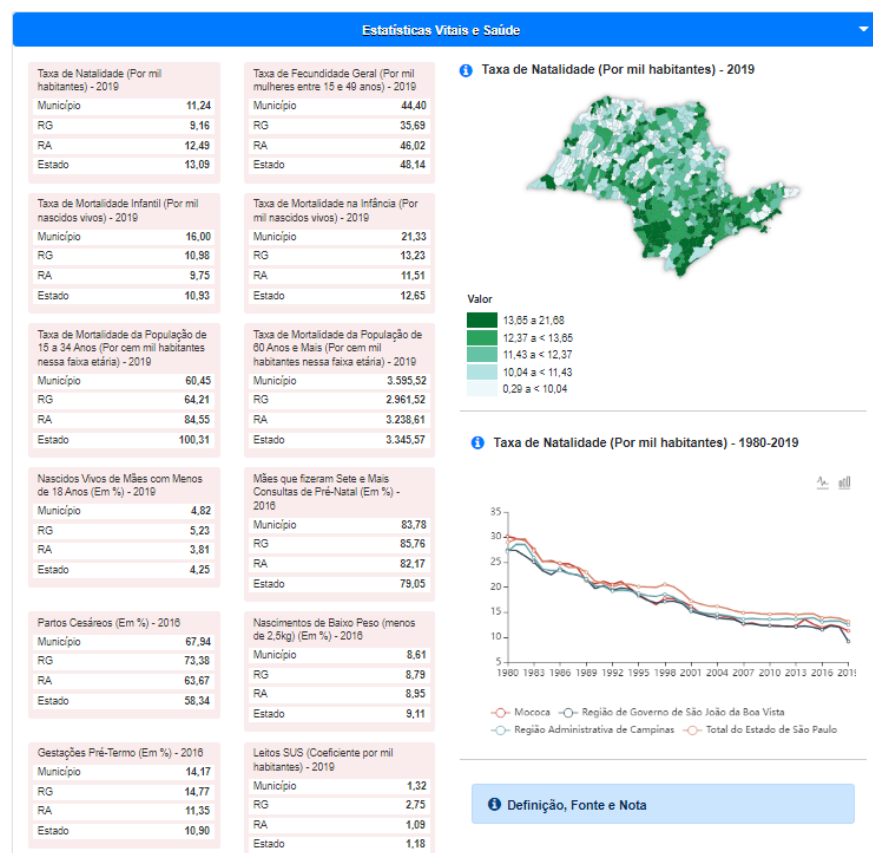 Estatísticas Vitais e Saúde
Taxa de Natalidade (Por mil
habitantes) - 2019
Município 11,24
RG 9,16
RA 12,49
Estado 13,09
Taxa de Fecundidade Geral (Por mil
mulheres entre 15 e 49 anos) - 2019
Município 44,40
RG 35,69
RA 46,02
Estado 48,14
Taxa de Mortalidade Infantil (Por mil
nascidos vivos) - 2019
Município 16,00
RG 10,98
RA 9,75
Estado 10,93
Taxa de Mortalidade na Infância (Por
mil nascidos vivos) - 2019
Município 21,33
RG 13,23
RA 11,51
Estado 12,65
Taxa de Mortalidade da População de
15 a 34 Anos (Por cem mil habitantes
nessa faixa etária) - 2019
Município 60,45
RG 64,21
RA 84,55
Estado 100,31
Taxa de Mortalidade da População de
60 Anos e Mais (Por cem mil
habitantes nessa faixa etária) - 2019
Município 3.595,52
RG 2.961,52
RA 3.238,61
Estado 3.345,57
Nascidos Vivos de Mães com Menos
de 18 Anos (Em %) - 2019
Município 4,82
RG 5,23
RA 3,81
Estado 4,25
Mães que fizeram Sete e Mais
Consultas de Pré-Natal (Em %) -
2016
Município 83,78
RG 85,76
RA 82,17
Estado 79,05
Partos Cesáreos (Em %) - 2016
Município 67,94
RG 73,38
RA 63,67
Estado 58,34
Nascimentos de Baixo Peso (menos
de 2,5kg) (Em %) - 2016
Município 8,61
RG 8,79
RA 8,95
Estado 9,11
Gestações Pré-Termo (Em %) - 2016
Município 14,17
RG 14,77
RA 11,35
Estado 10,90
Leitos SUS (Coeficiente por mil
habitantes) - 2019
Município 1,32
RG 2,75
RA 1,09
Estado 1,18
Taxa de Natalidade (Por mil habitantes) - 2019
Valor
13,65 a 21,68
12,37 a < 13,65
11,43 a < 12,37
10,04 a < 11,43
0,29 a < 10,04
Taxa de Natalidade (Por mil habitantes) - 1980-2019
35
30
25
20
15
10
5
1980 1983 1986 1989 1992 1995 1998 2001 2004 2007 2010 2013 2016 2019
Mococa Região de Governo de São João da Boa Vista
Região Administrativa de Campinas Total do Estado de São Paulo
Definição, Fonte e Nota